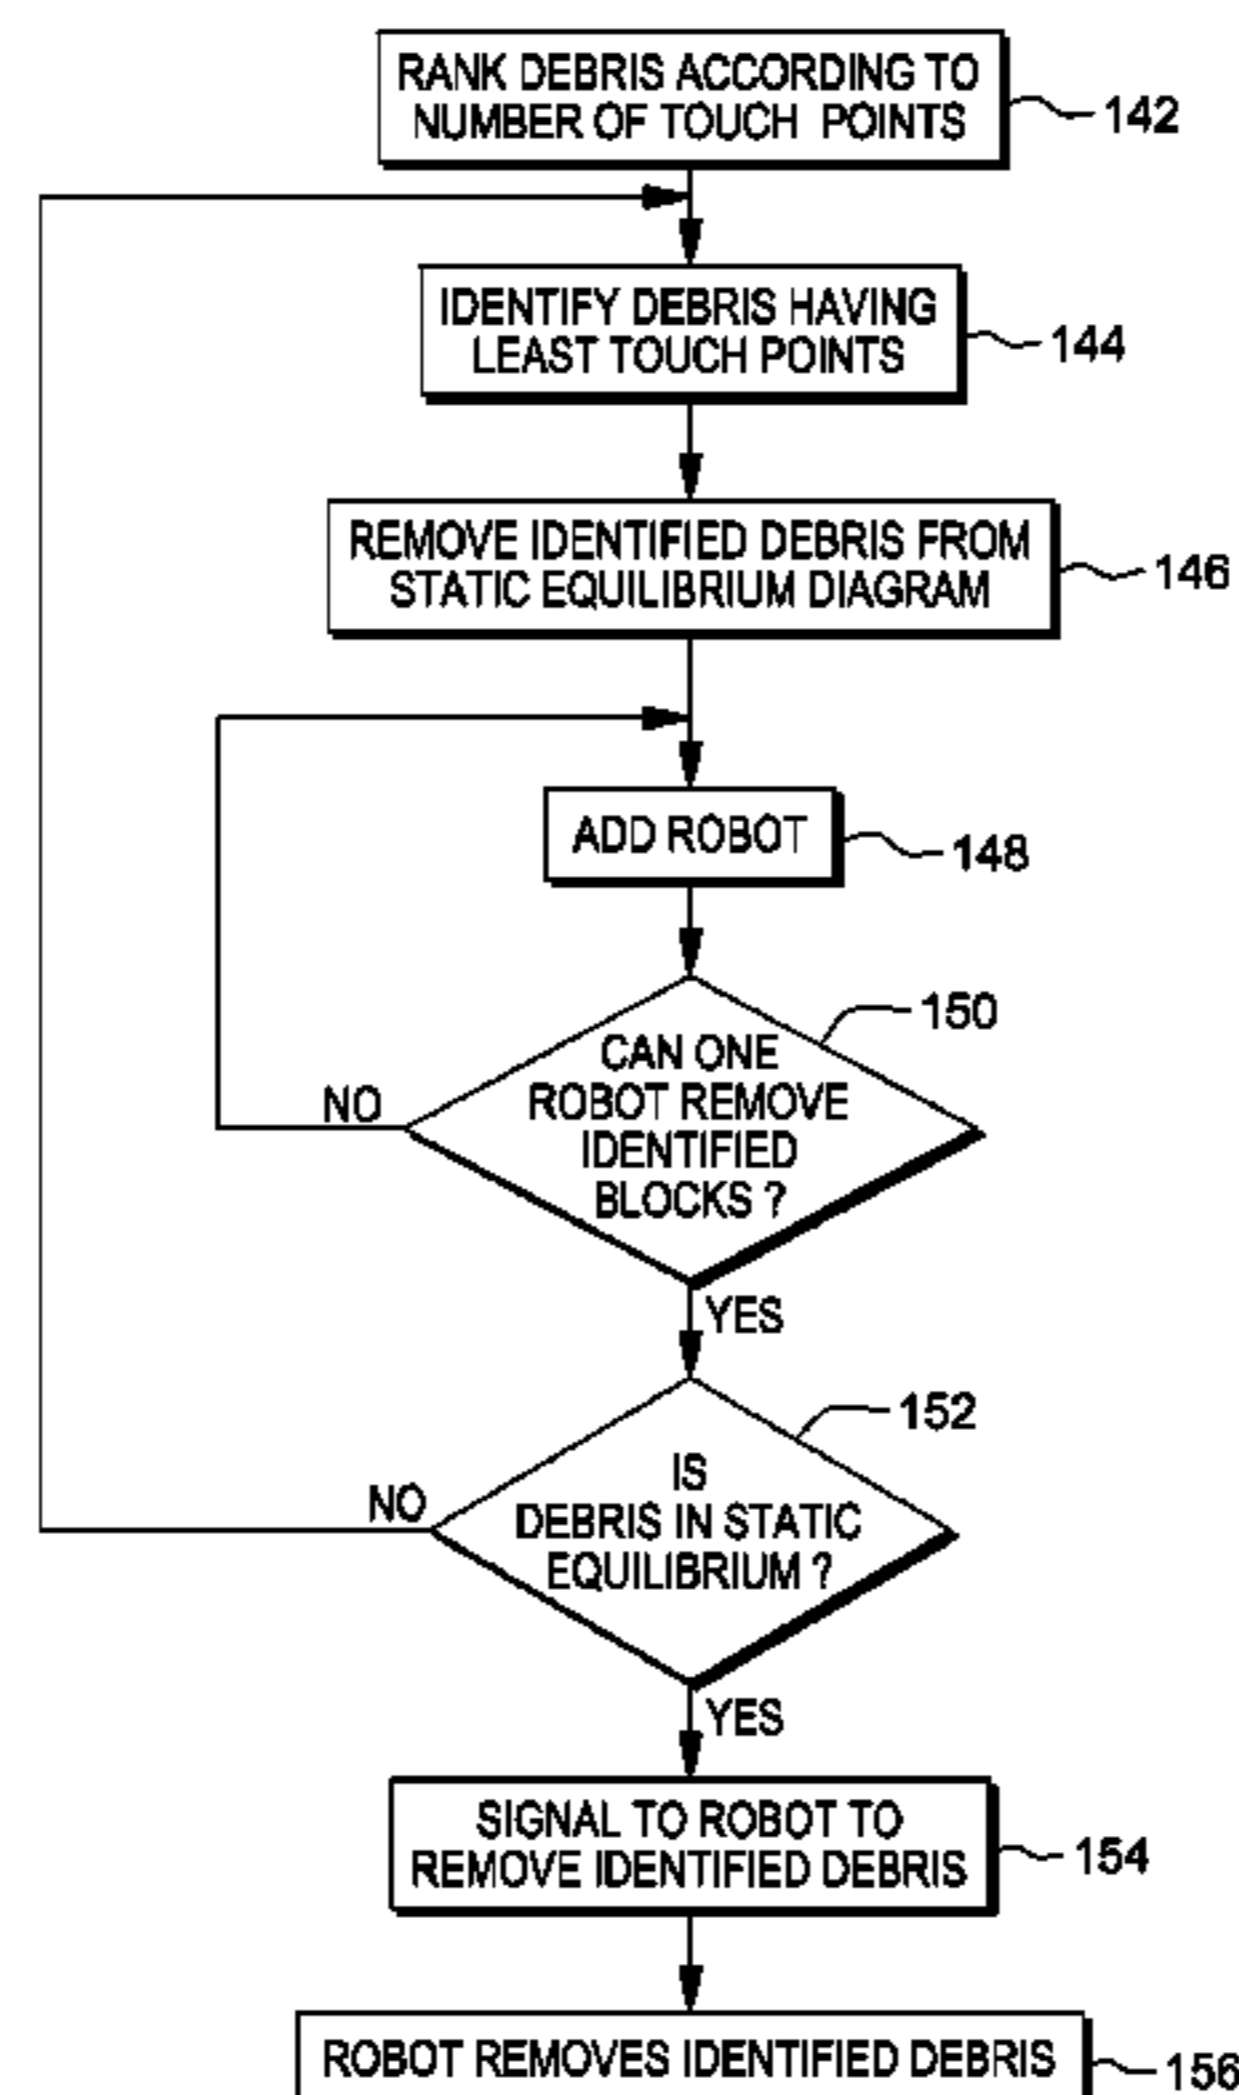 RANK DEBRIS ACCORDING TO
NUMBER OF TOUCH POINTS
142
IDENTIFY DEBRIS HAVING
LEAST TOUCH POINTS
144
REMOVE IDENTIFIED DEBRIS FROM
STATIC EQUILIBRIUM DIAGRAM
146
ADD ROBOT
148
150
CAN ONE
ROBOT REMOVE
IDENTIFIED
BLOCKS ?
NO
YES
152
IS
DEBRIS IN STATIC
EQUILIBRIUM ?
NO
YES
SIGNAL TO ROBOT TO
REMOVE IDENTIFIED DEBRIS
154
ROBOT REMOVES IDENTIFIED DEBRIS
156